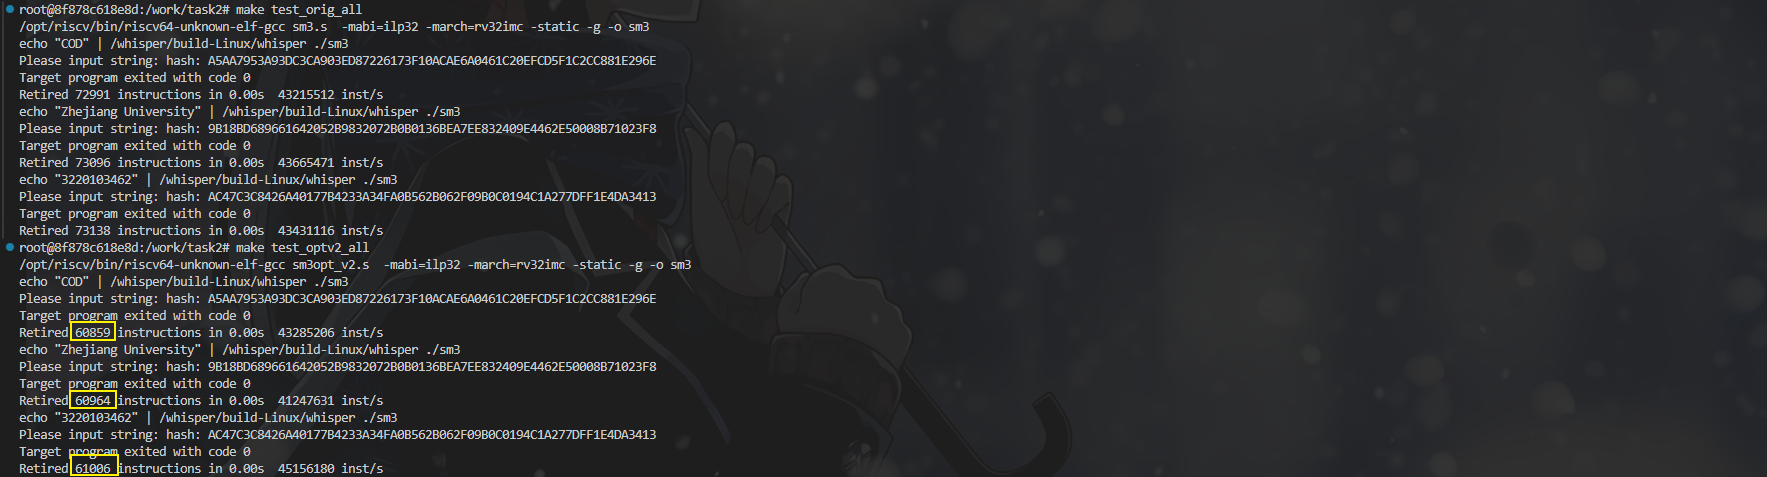 root@8f878c618e8d:/work/task2# make test_orig_all
/opt/riscv/bin/riscv64-unknown-elf-gcc sm3.s  -mabi=ilp32 -march=rv32imc -static -g -o sm3
echo "COD" | /whisper/build-Linux/whisper ./sm3
Please input string: hash: A5AA7953A93DC3CA903ED87226173F10ACAE6A0461C20EFCD5F1C2CC881E296E
Target program exited with code 0
Retired 72991 instructions in 0.00s  43215512 inst/s
echo "Zhejiang University" | /whisper/build-Linux/whisper ./sm3
Please input string: hash: 9B18BD689661642052B9832072B0B0136BEA7EE832409E4462E50008B71023F8
Target program exited with code 0
Retired 73096 instructions in 0.00s  43665471 inst/s
echo "3220103462" | /whisper/build-Linux/whisper ./sm3
Please input string: hash: AC47C3C8426A40177B4233A34FA0B562B062F09B0C0194C1A277DFF1E4DA3413
Target program exited with code 0
Retired 73138 instructions in 0.00s  43431116 inst/s
root@8f878c618e8d:/work/task2# make test_optv2_all
/opt/riscv/bin/riscv64-unknown-elf-gcc sm3opt_v2.s  -mabi=ilp32 -march=rv32imc -static -g -o sm3
echo "COD" | /whisper/build-Linux/whisper ./sm3
Please input string: hash: A5AA7953A93DC3CA903ED87226173F10ACAE6A0461C20EFCD5F1C2CC881E296E
Target program exited with code 0
Retired 60859 instructions in 0.00s  43285206 inst/s
echo "Zhejiang University" | /whisper/build-Linux/whisper ./sm3
Please input string: hash: 9B18BD689661642052B9832072B0B0136BEA7EE832409E4462E50008B71023F8
Target program exited with code 0
Retired 60964 instructions in 0.00s  41247631 inst/s
echo "3220103462" | /whisper/build-Linux/whisper ./sm3
Please input string: hash: AC47C3C8426A40177B4233A34FA0B562B062F09B0C0194C1A277DFF1E4DA3413
Target program exited with code 0
Retired 61006 instructions in 0.00s  45156180 inst/s